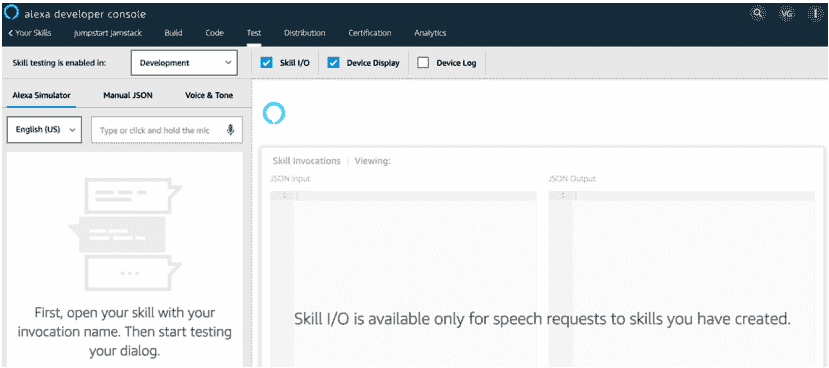 alexa developer console
VG
Your Skills Jumpstart Jamstack Build Code Test Distribution Certification Analytics
Skill testing is enabled in: Development Skill I/O Device Display Device Log
Alexa Simulator Manual JSON Voice & Tone
English (US) Type or click and hold the mic
Skill Invocations | Viewing:
JSON Input JSON Output
1 1
First, open your skill with your
invocation name. Then start testing
your dialog.
Skill I/O is available only for speech requests to skills you have created.